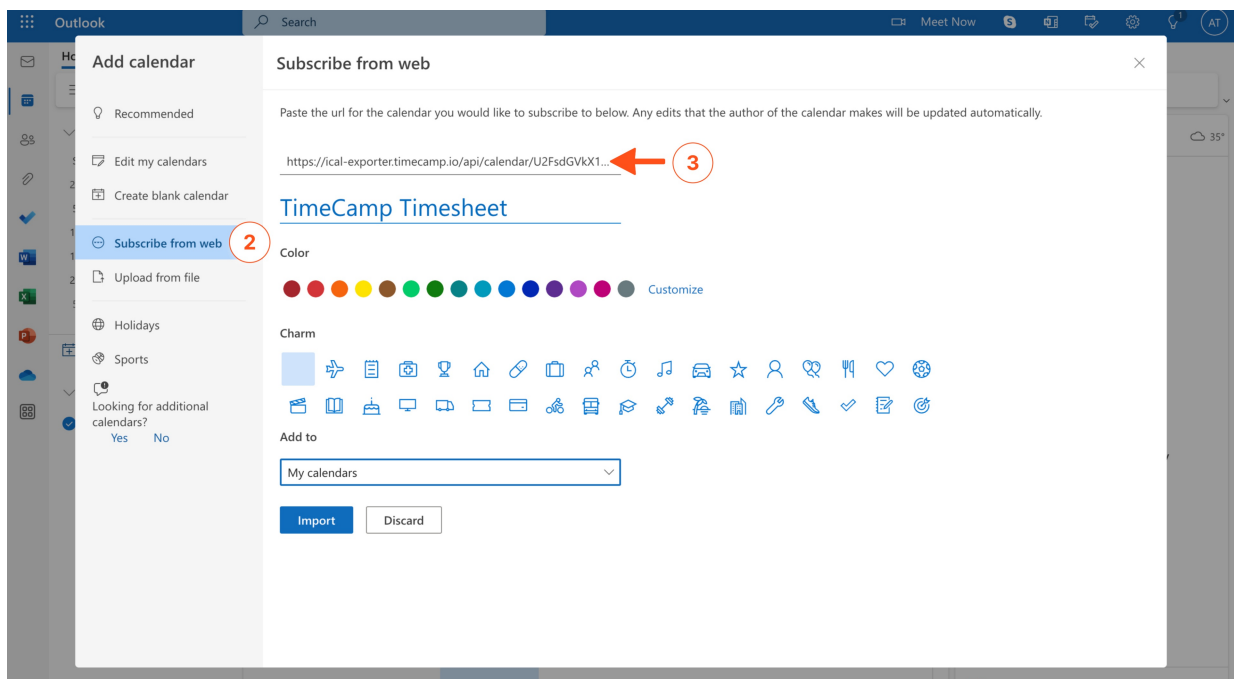 Outlook
Search
Meet Now
1
AT
Add calendar
Subscribe from web
Recommended
Paste the url for the calendar you would like to subscribe to below. Any edits that the author of the calendar makes will be updated automatically.
35°
Edit my calendars
https://ical-exporter.timecamp.io/api/calendar/U2FsdGVkX1...
3
Create blank calendar
TimeCamp Timesheet
Subscribe from web
2
Color
Upload from file
Customize
Holidays
Charm
Sports
Looking for additional
calendars?
Yes No
Add to
My calendars
Import
Discard